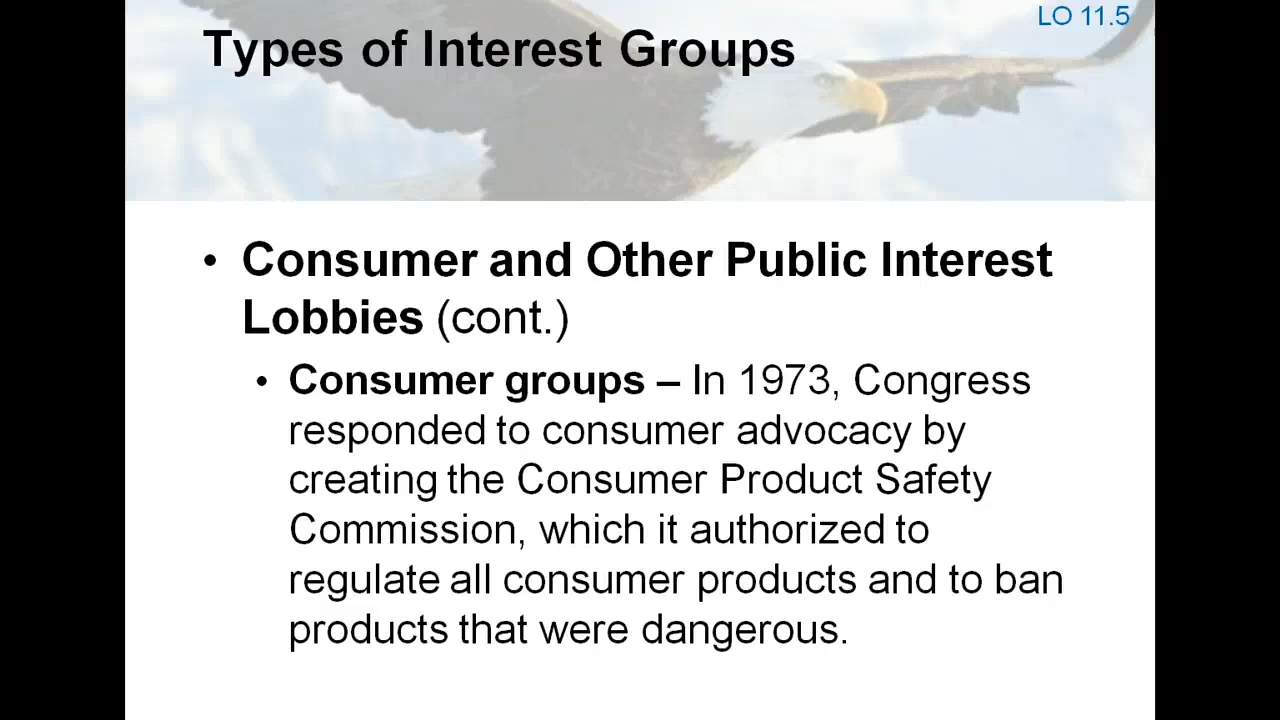 LO 11.5
Types of Interest Groups
• Consumer and Other Public Interest
Lobbies (cont.)
• Consumer groups – In 1973, Congress
responded to consumer advocacy by
creating the Consumer Product Safety
Commission, which it authorized to
regulate all consumer products and to ban
products that were dangerous.